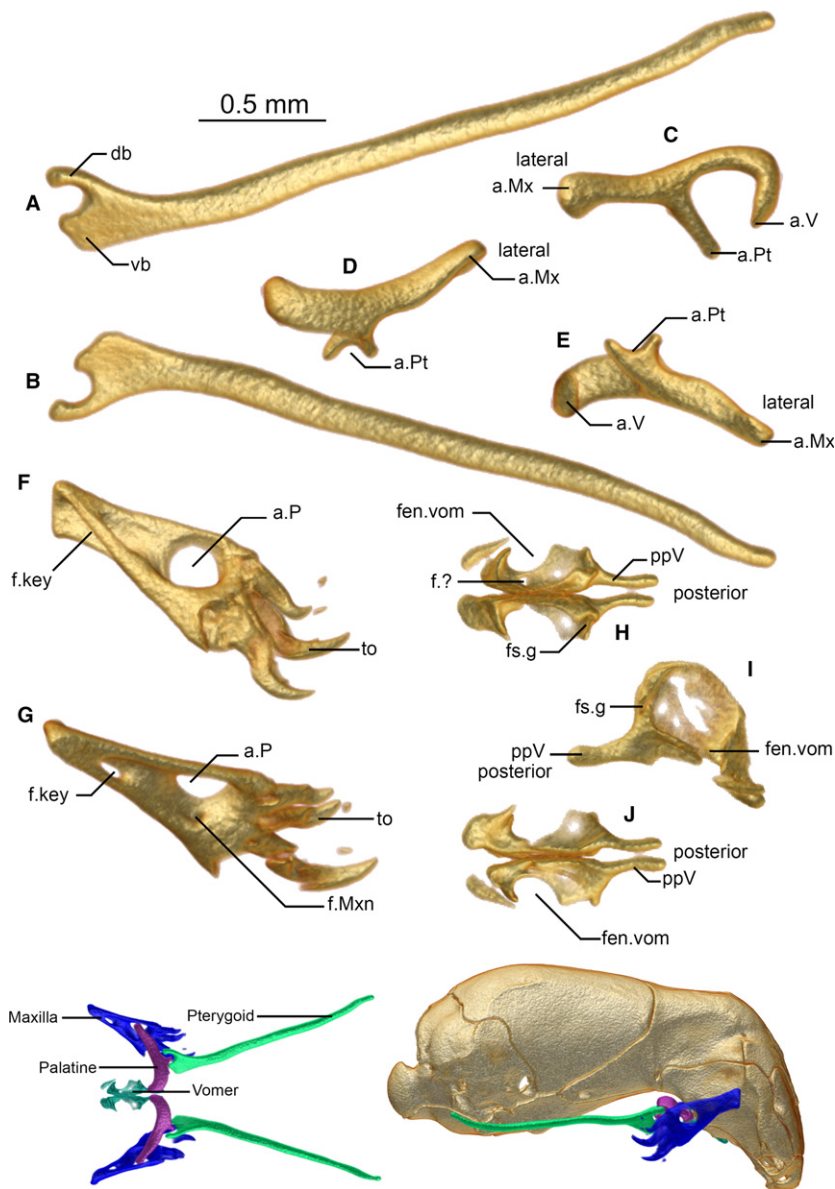 0.5 mm
db
A
vb
C
lateral
a.Mx
a.V
a.Pt
D
lateral
a.Mx
a.Pt
B
a.Pt
E
lateral
a.V
a.Mx
F
a.P
f.key
to
fen.vom
ppV
f.?
posterior
fs.g
H
G
a.P
f.key
to
f.Mxn
I
fs.g
ppV
posterior
fen.vom
J
posterior
ppV
fen.vom
Maxilla
Pterygoid
Palatine
Vomer